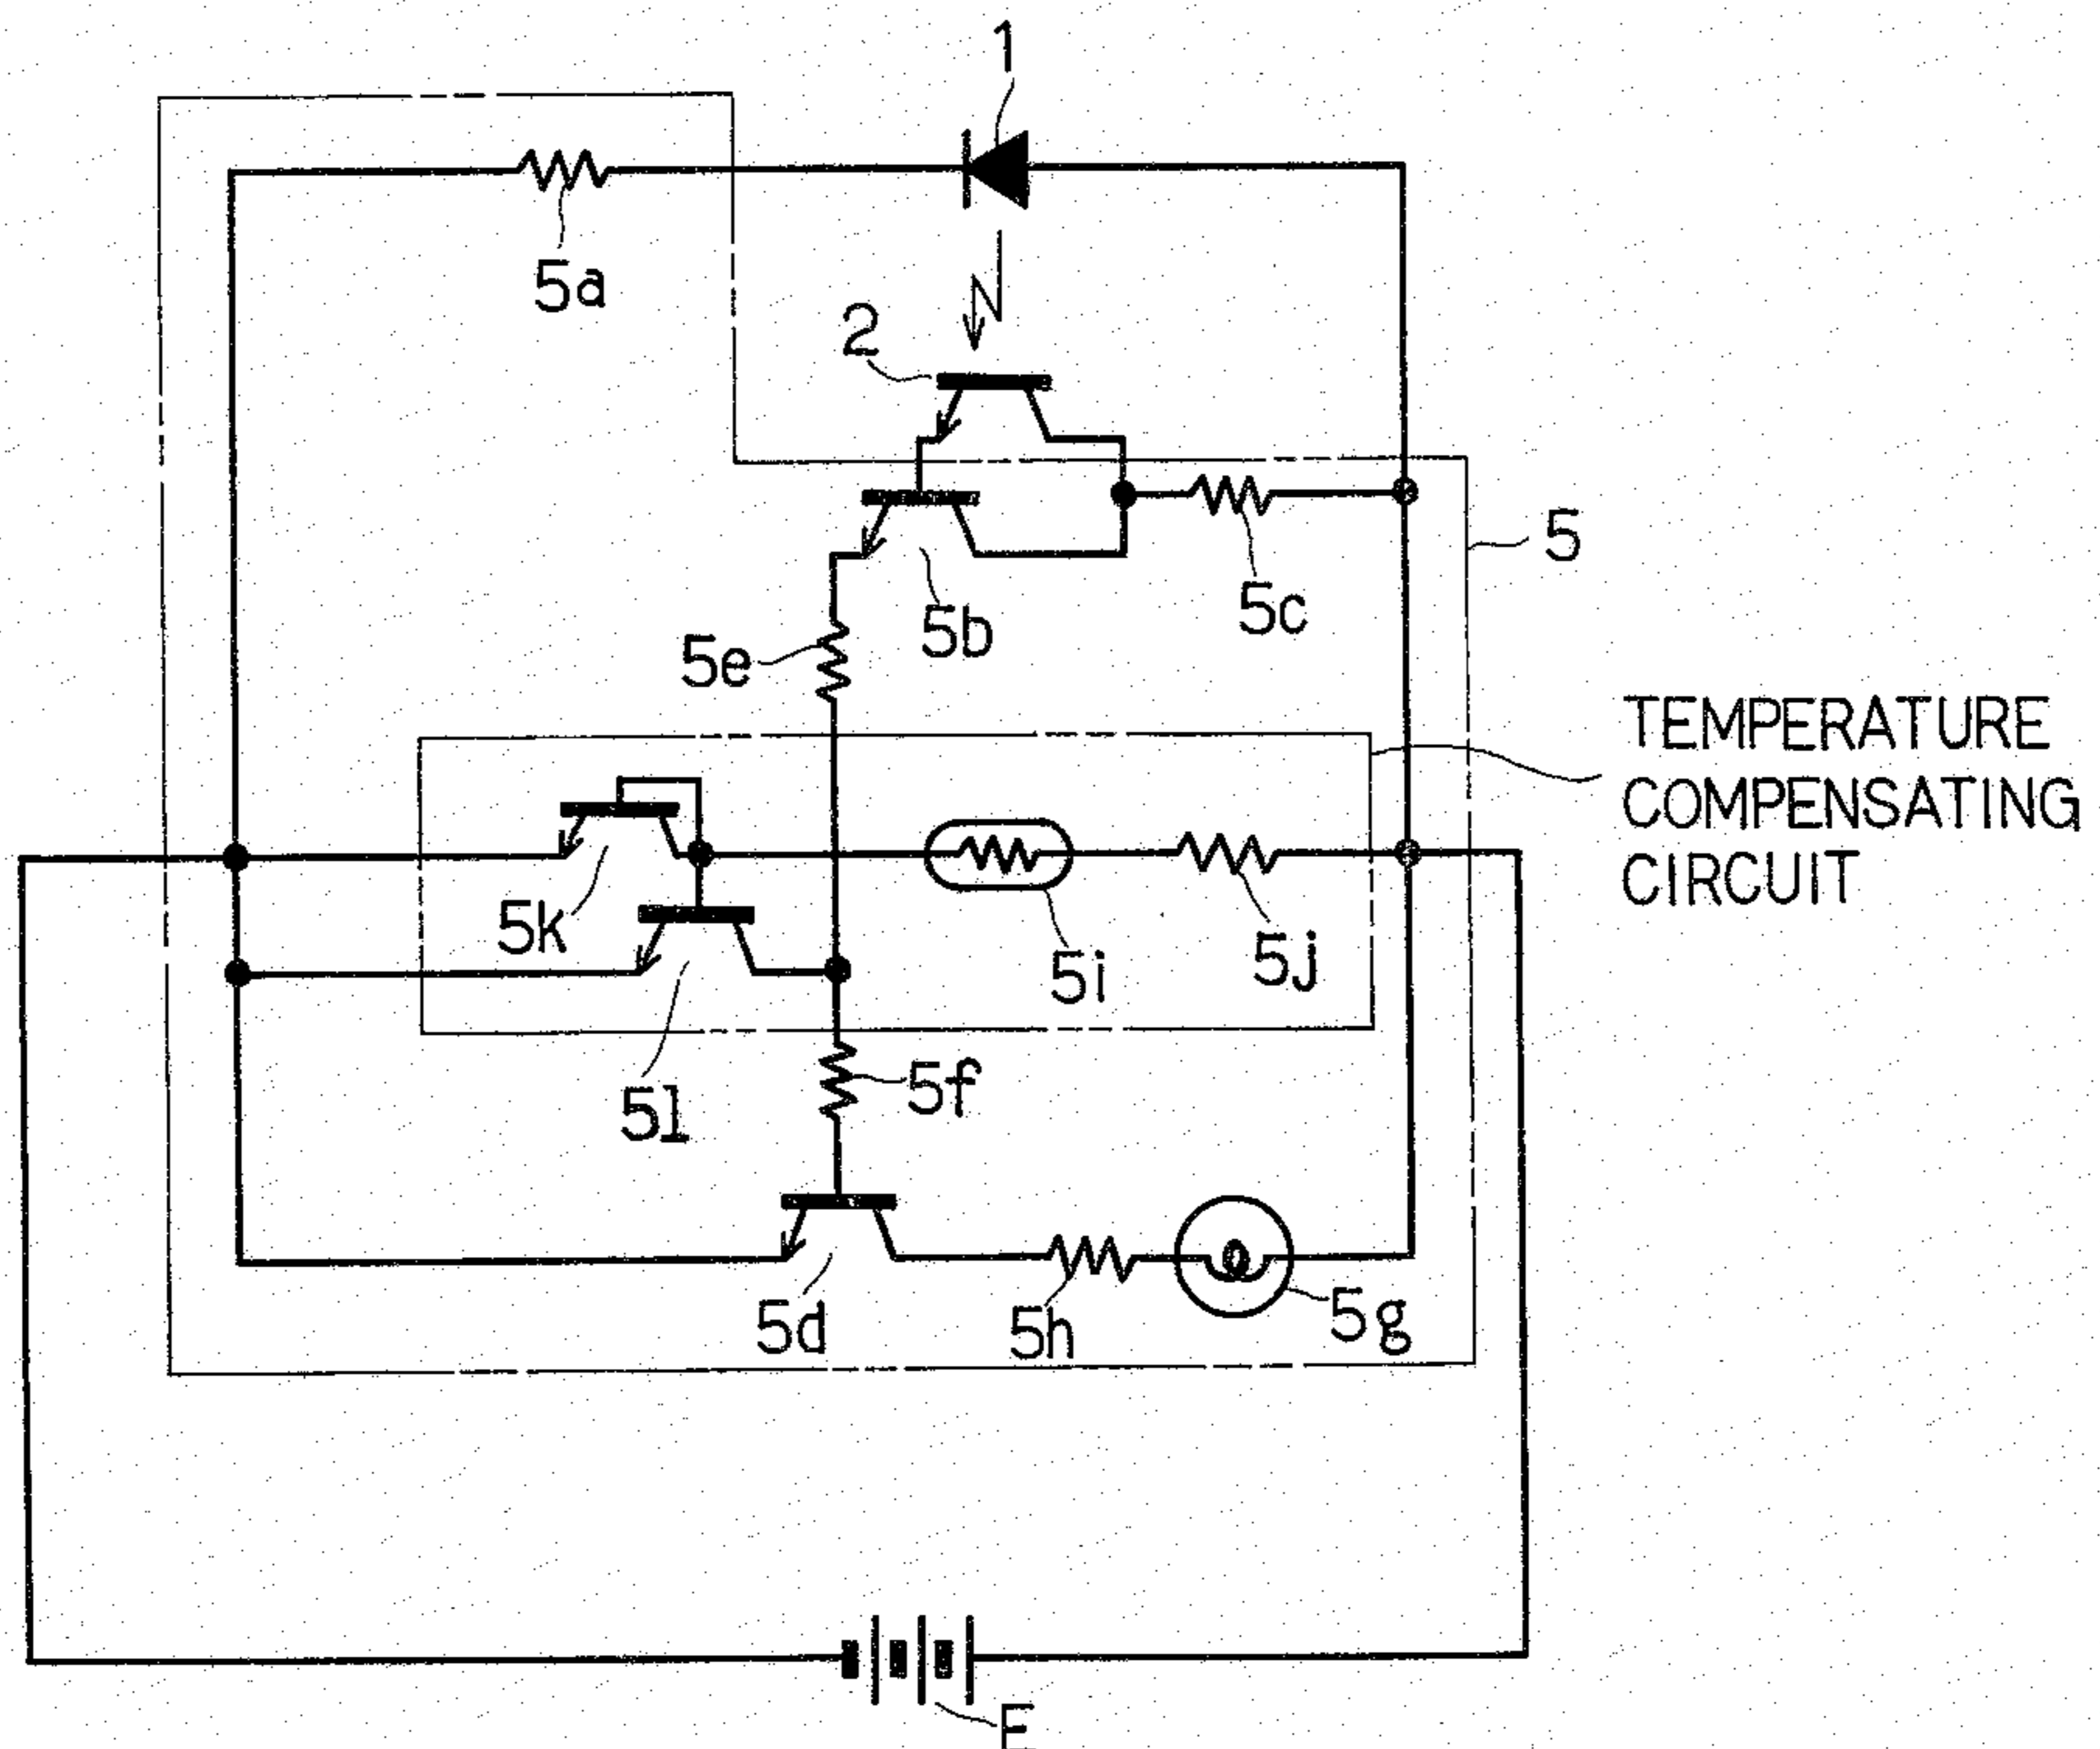 1
5a
2
5
5c
5b
5e
TEMPERATURE
COMPENSATING
CIRCUIT
5k
5i
5j
5l
5f
5d
5h
5g
E